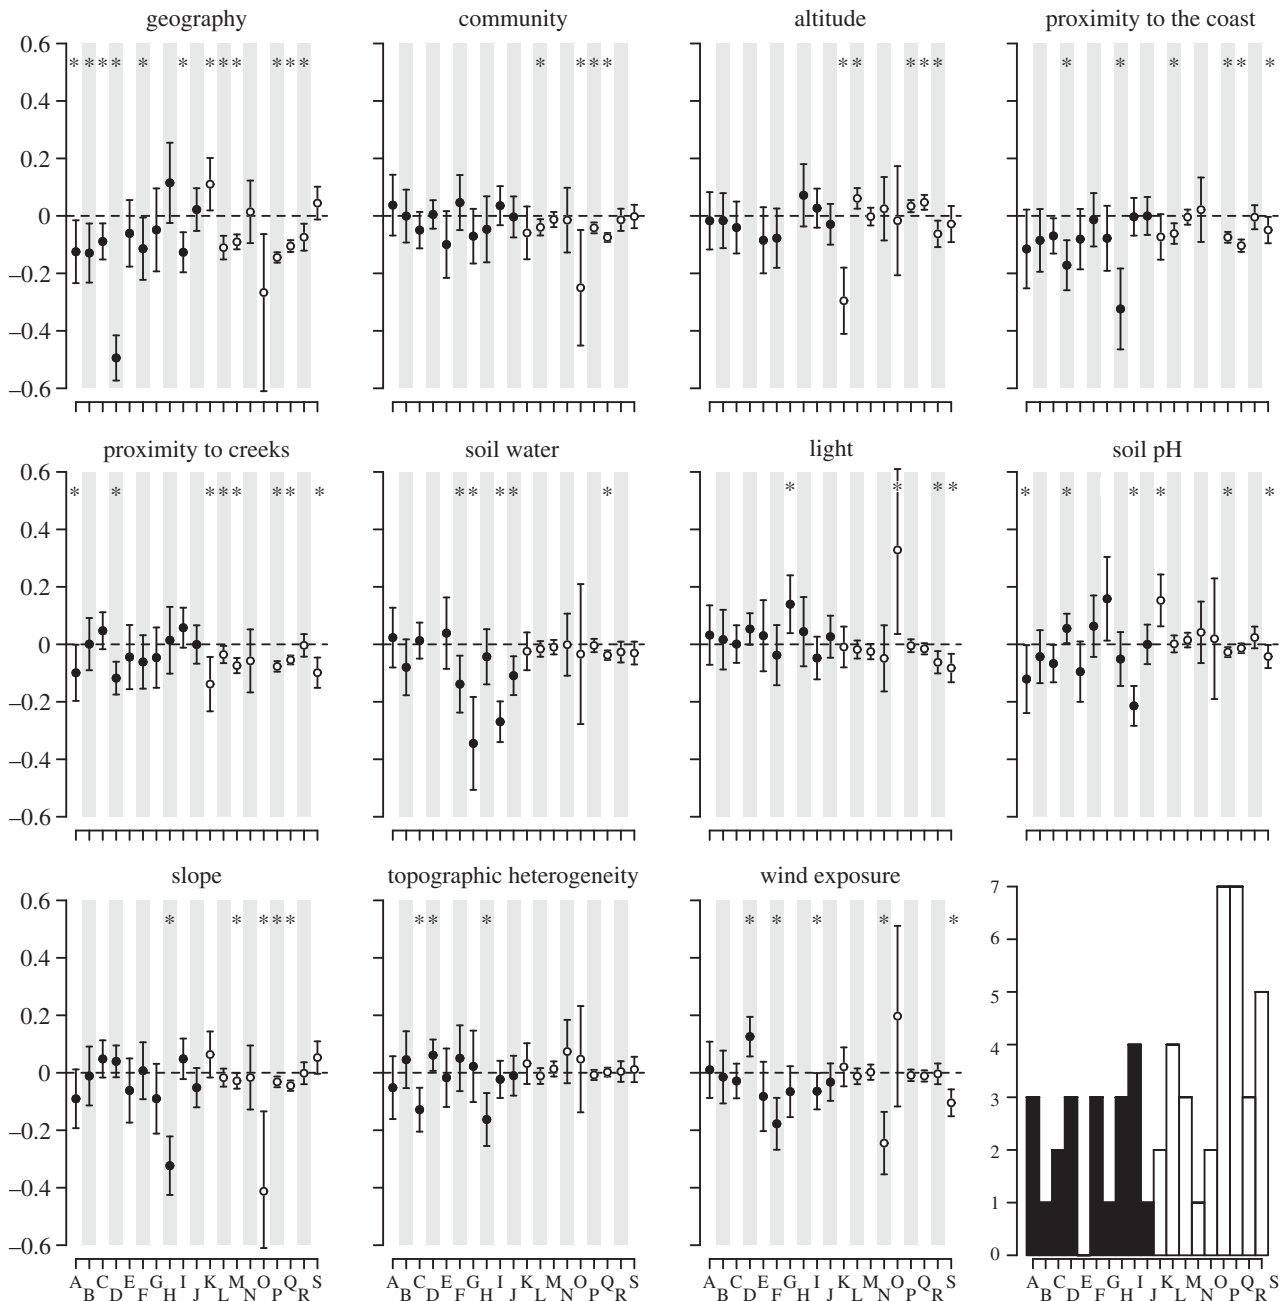 geography community altitude proximity to the coast
0.6
* * * * * * * * * * * * * * * * * * * * * * * * * * * * *
0.4
0.2
0
–0.2
–0.4
–0.6
proximity to creeks soil water light soil pH
0.6
* * * * * * * * * * * * * * * * * * * * * * *
0.4
0.2
0
–0.2
–0.4
–0.6
slope topographic heterogeneity wind exposure
0.6 7
* * * * * * * * * * * * *
0.4 6
0.2 5
0 4
–0.2 3
–0.4 2
1
–0.6 0
A C E G I K M O Q S A C E G I K M O Q S A C E G I K M O Q S A C E G I K M O Q S
B D F H J L N P R B D F H J L N P R B D F H J L N P R B D F H J L N P R